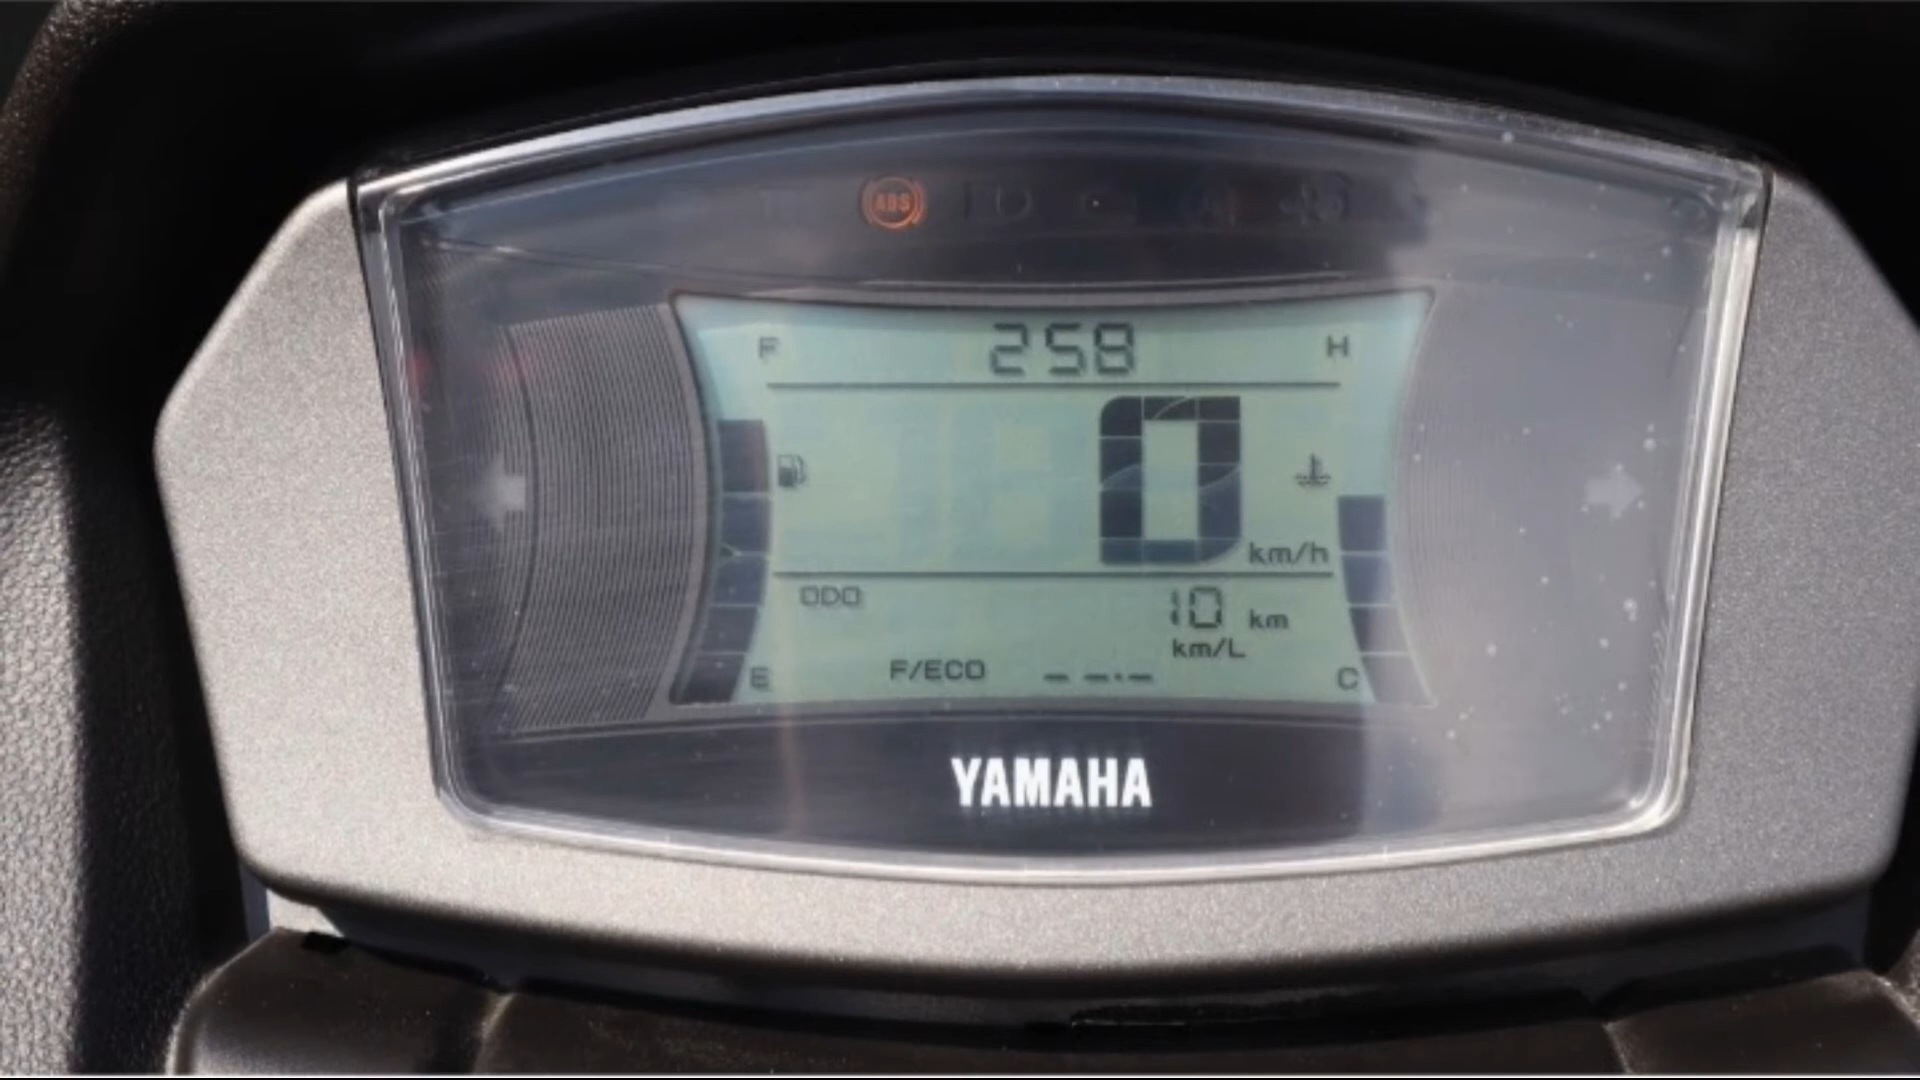 ABS
F 258 H
0 km/h
ODO 10 km
km/L
E F/ECO --.- C
YAMAHA